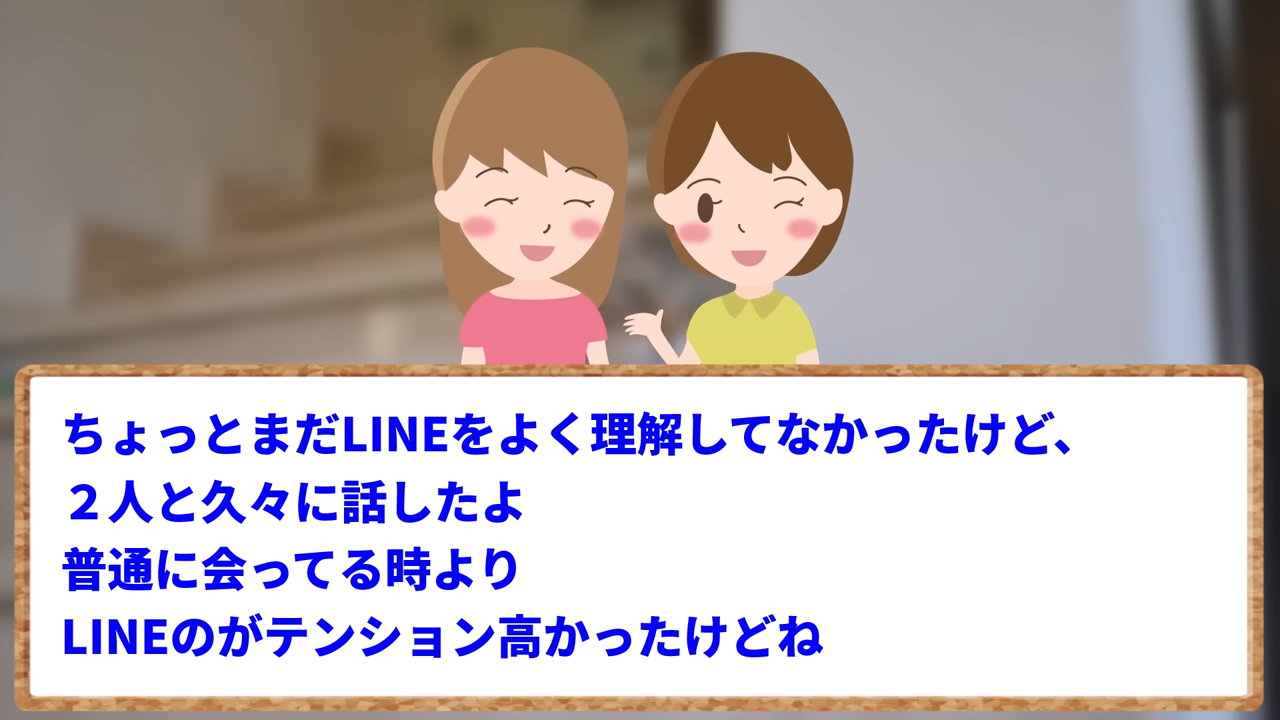 ちょっとまだLINEをよく理解してなかったけど、
２人と久々に話したよ
普通に会ってる時より
LINEのがテンション高かったけどね